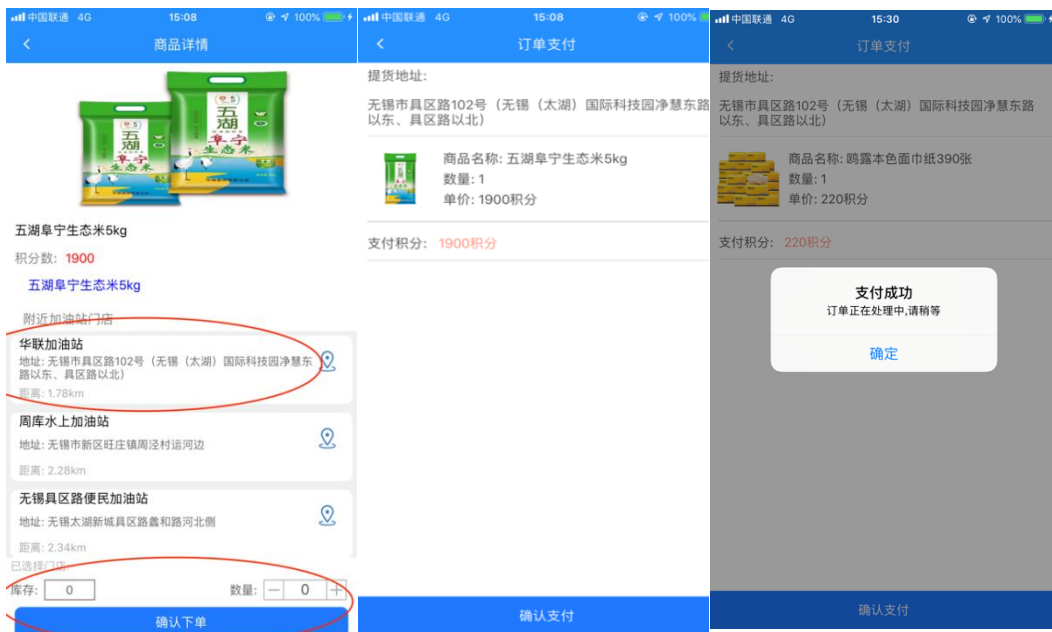 中国联通 4G 15:08 100%
商品详情
五湖
阜宁
生态米
五湖
阜宁
生态米
五湖阜宁生态米5kg
积分数: 1900
五湖阜宁生态米5kg
附近加油站门店
华联加油站
地址: 无锡市具区路102号（无锡（太湖）国际科技园净慧东
路以东、具区路以北）
距离: 1.78km
周库水上加油站
地址: 无锡市新区旺庄镇周泾村运河边
距离: 2.28km
无锡具区路便民加油站
地址: 无锡太湖新城具区路蠡和路河北侧
距离: 2.34km
已选择门店:
库存: 0 数量: － 0 ＋
确认下单
中国联通 4G 15:08 100%
订单支付
提货地址:
无锡市具区路102号（无锡（太湖）国际科技园净慧东路
以东、具区路以北）
商品名称: 五湖阜宁生态米5kg
数量: 1
单价: 1900积分
支付积分: 1900积分
确认支付
中国联通 4G 15:30 100%
订单支付
提货地址:
无锡市具区路102号（无锡（太湖）国际科技园净慧东路
以东、具区路以北）
商品名称: 鸥露本色面巾纸390张
数量: 1
单价: 220积分
支付积分: 220积分
支付成功
订单正在处理中,请稍等
确定
确认支付